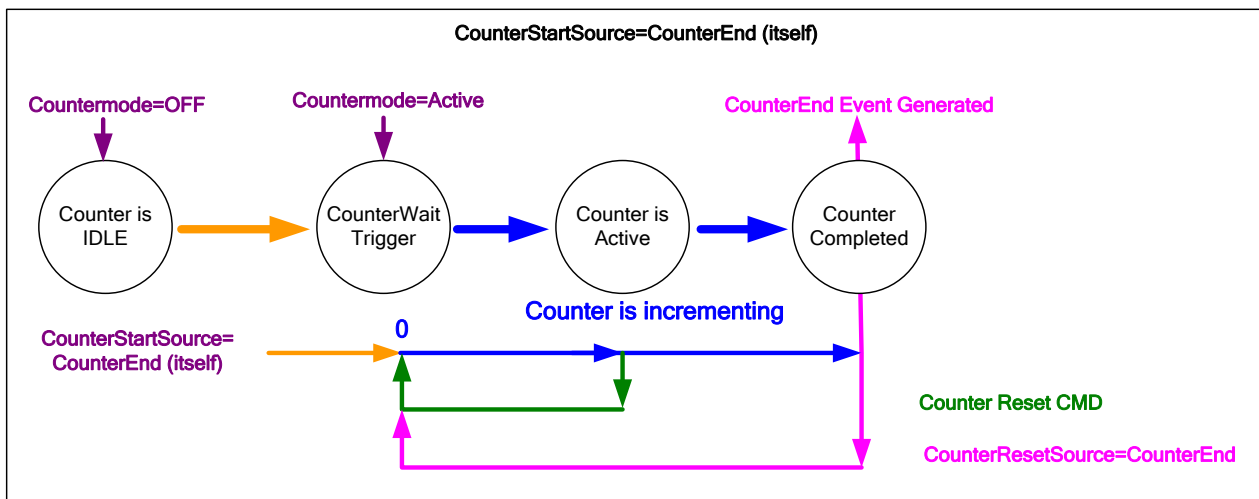 CounterStartSource=CounterEnd (itself)
Countermode=OFF
Countermode=Active
CounterEnd Event Generated
Counter is
IDLE
CounterWait
Trigger
Counter is
Active
Counter
Completed
Counter is incrementing
0
CounterStartSource=
CounterEnd (itself)
Counter Reset CMD
CounterResetSource=CounterEnd